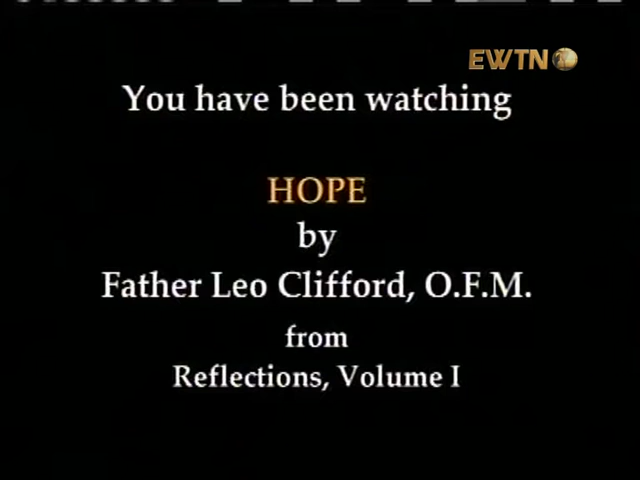 EWTN
You have been watching
HOPE
by
Father Leo Clifford, O.F.M.
from
Reflections, Volume I